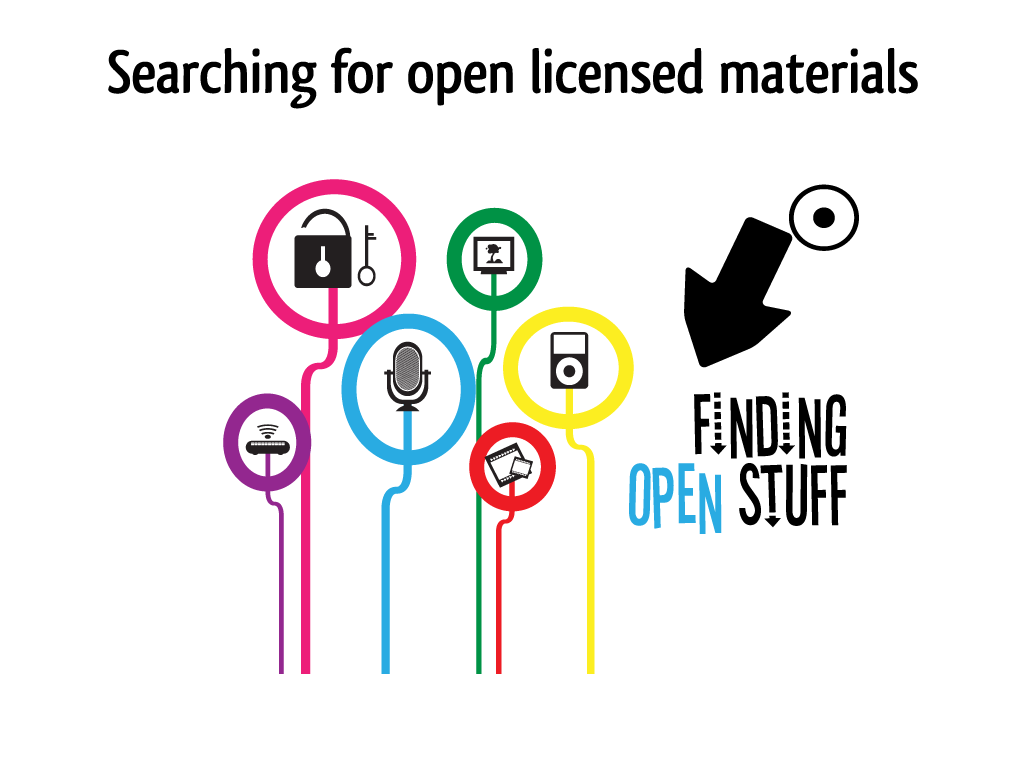 Searching for open licensed materials
FiNDiNG
OPEN STUFF